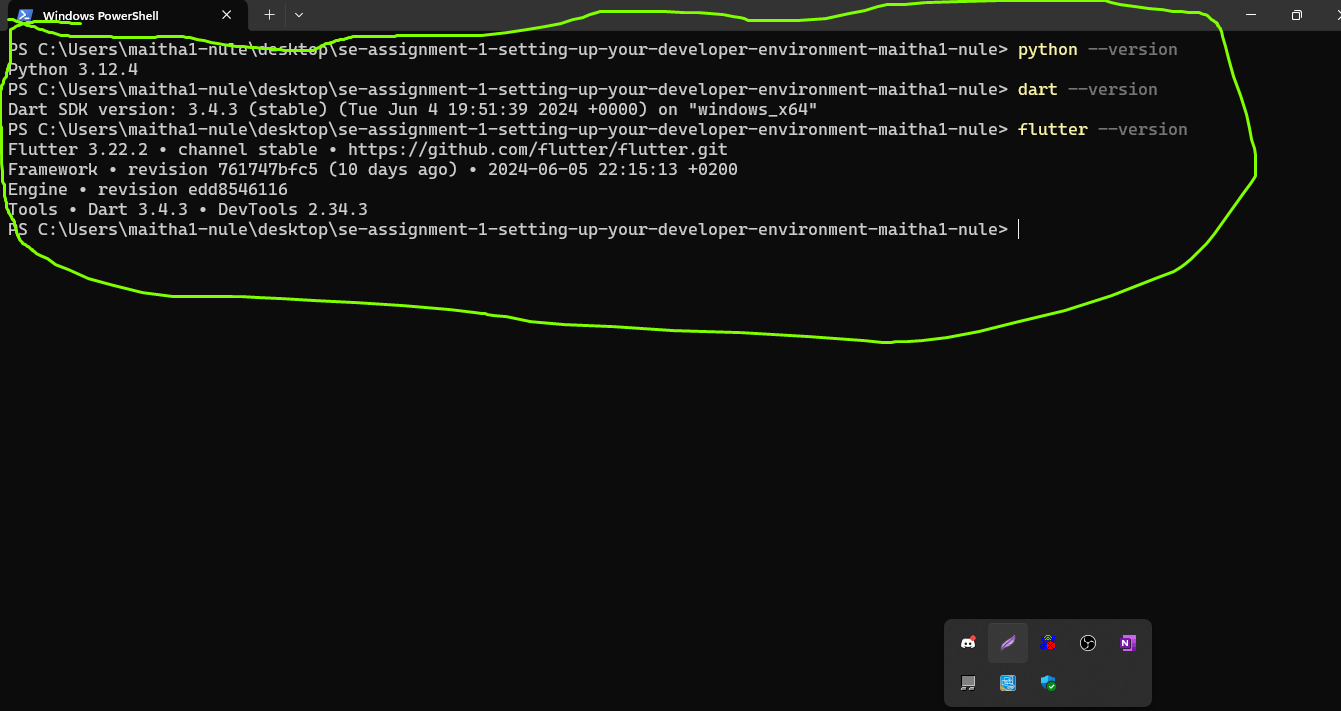 Windows PowerShell
PS C:\Users\maitha1-nule\desktop\se-assignment-1-setting-up-your-developer-environment-maitha1-nule> python --version
Python 3.12.4
PS C:\Users\maitha1-nule\desktop\se-assignment-1-setting-up-your-developer-environment-maitha1-nule> dart --version
Dart SDK version: 3.4.3 (stable) (Tue Jun 4 19:51:39 2024 +0000) on "windows_x64"
PS C:\Users\maitha1-nule\desktop\se-assignment-1-setting-up-your-developer-environment-maitha1-nule> flutter --version
Flutter 3.22.2 • channel stable • https://github.com/flutter/flutter.git
Framework • revision 761747bfc5 (10 days ago) • 2024-06-05 22:15:13 +0200
Engine • revision edd8546116
Tools • Dart 3.4.3 • DevTools 2.34.3
PS C:\Users\maitha1-nule\desktop\se-assignment-1-setting-up-your-developer-environment-maitha1-nule>
N